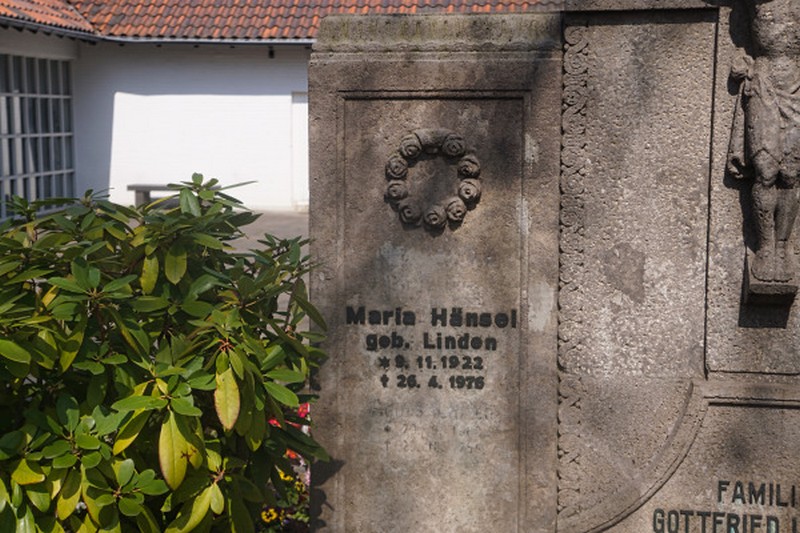 Maria Hänsel
geb. Linden
* 9. 11. 1922
† 26. 4. 1976
FAMILI
GOTTFRIED L